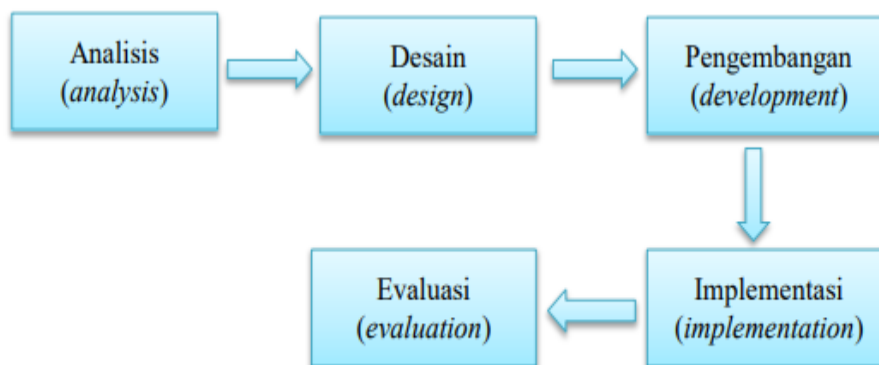 Analisis
(analysis)
Desain
(design)
Pengembangan
(development)
Implementasi
(implementation)
Evaluasi
(evaluation)